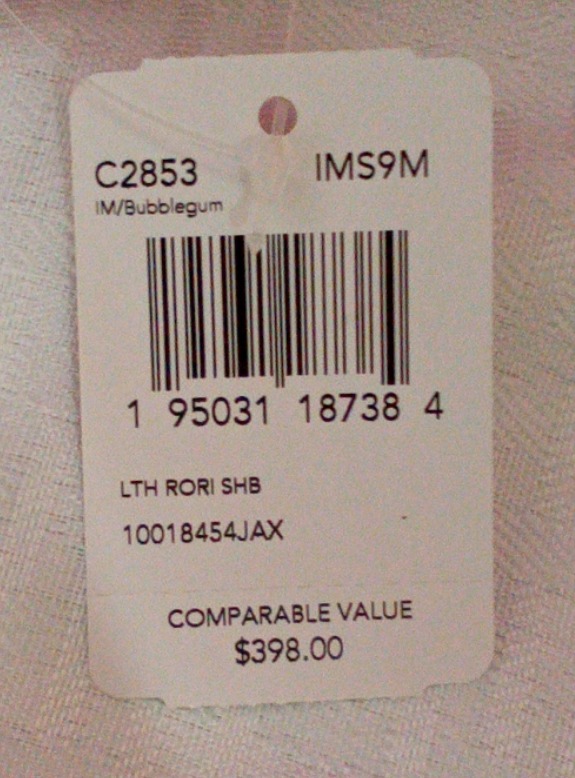 C2853 IMS9M
IM/Bubblegum
1 95031 18738 4
LTH RORI SHB
10018454JAX
COMPARABLE VALUE
$398.00